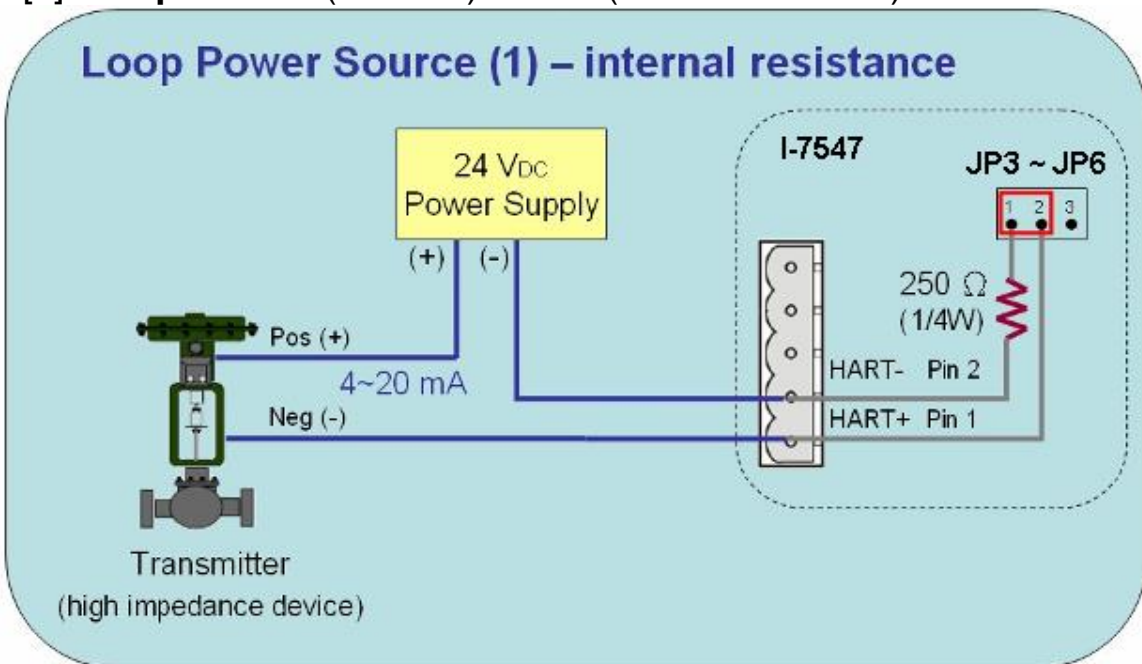 Loop Power Source (1) – internal resistance
24 VDC
Power Supply
(+) (-)
I-7547
JP3 ~ JP6
1 2 3
250 Ω
(1/4W)
Pos (+)
4~20 mA
HART- Pin 2
Neg (-)
HART+ Pin 1
Transmitter
(high impedance device)